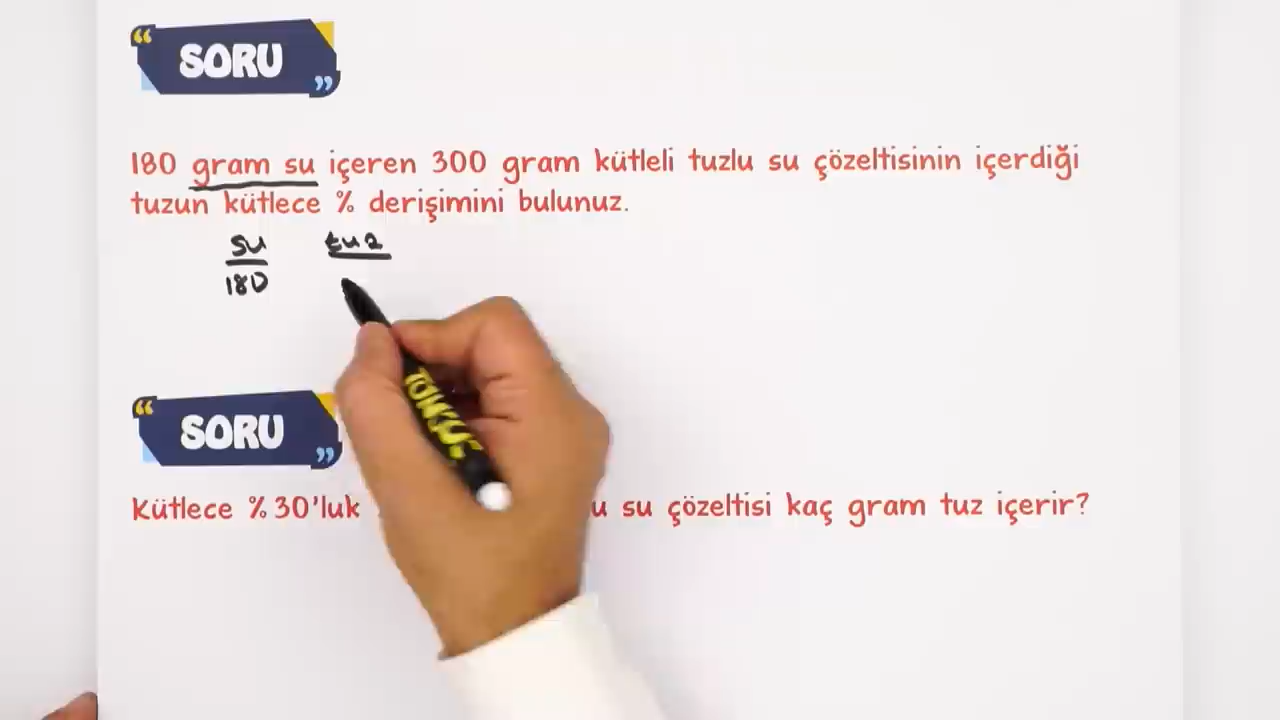 SORU
180 gram su içeren 300 gram kütleli tuzlu su çözeltisinin içerdiği
tuzun kütlece % derişimini bulunuz.
su tuz
180
TONGUÇ
SORU
Kütlece %30'luk u su çözeltisi kaç gram tuz içerir?